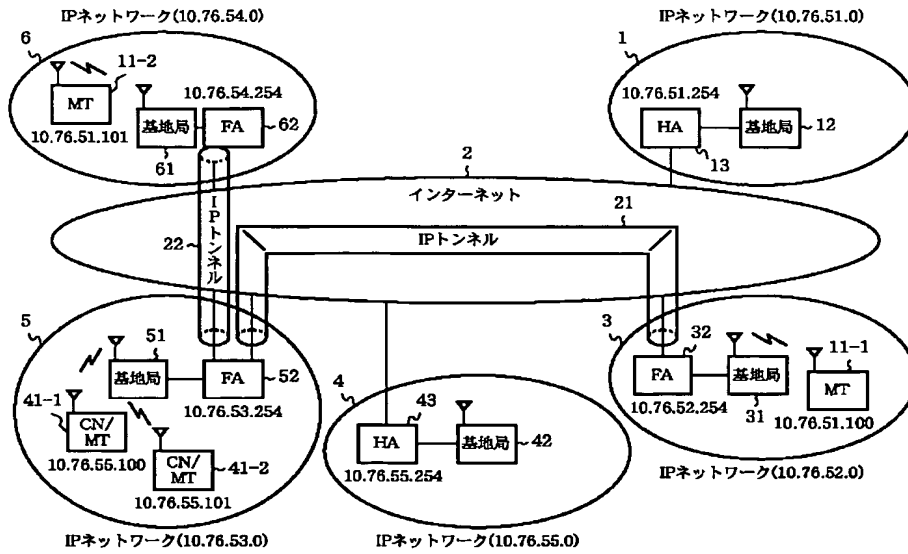 IPネットワーク(10.76.54.0)
6
11-2
MT
10.76.51.101
基地局
61
10.76.54.254
FA
62
IPネットワーク(10.76.51.0)
1
10.76.51.254
HA
13
基地局
12
2
インターネット
21
IPトンネル
22
IPトンネル
5
51
基地局
FA
52
10.76.53.254
41-1
CN/
MT
10.76.55.100
CN/
MT
41-2
10.76.55.101
IPネットワーク(10.76.53.0)
4
43
HA
10.76.55.254
基地局
42
IPネットワーク(10.76.55.0)
3
32
FA
10.76.52.254
基地局
31
11-1
MT
10.76.51.100
IPネットワーク(10.76.52.0)